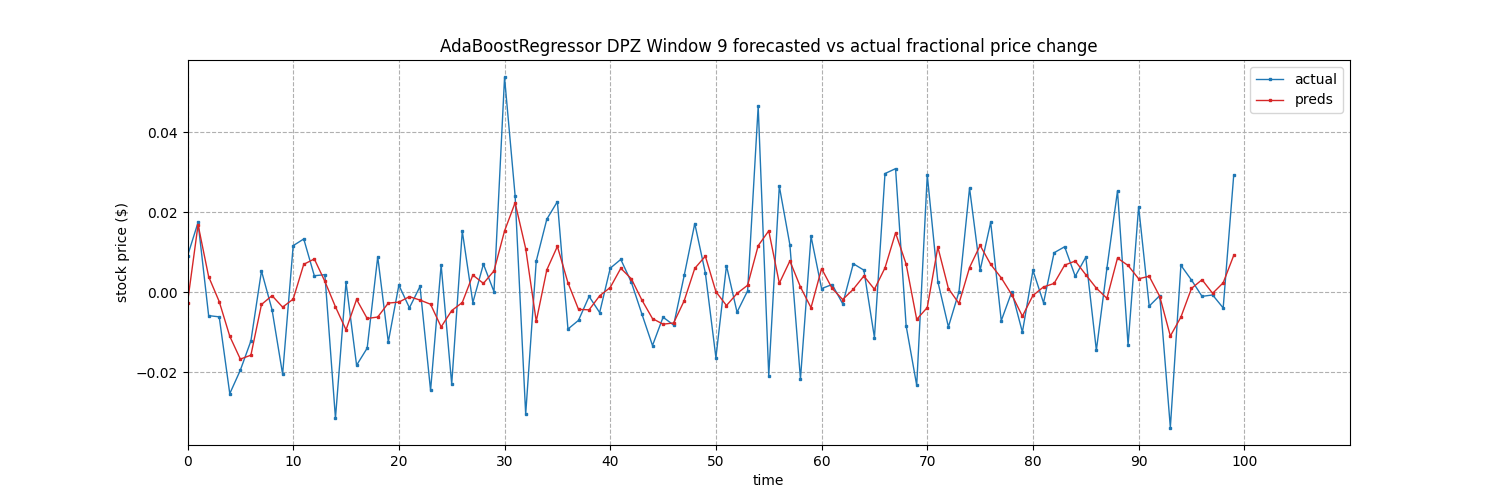 AdaBoostRegressor DPZ Window 9 forecasted vs actual fractional price change
actual
preds
stock price ($)
0.04
0.02
0.00
−0.02
0 10 20 30 40 50 60 70 80 90 100
time